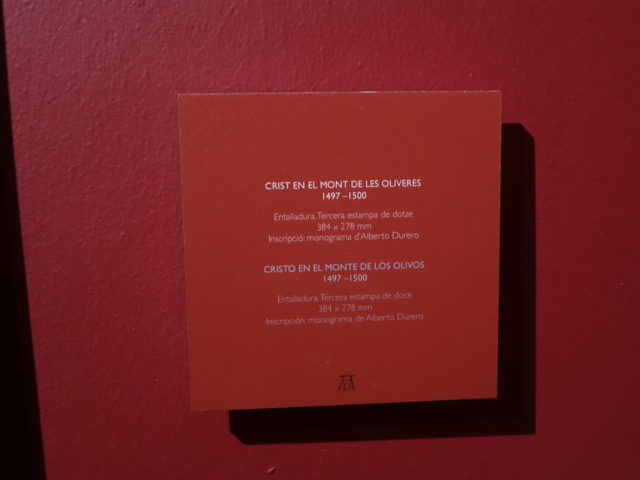 CRIST EN EL MONT DE LES OLIVERES
1497 –1500
Entalladura. Tercera estampa de dotze
384 x 278 mm
Inscripció: monograma d'Alberto Durero
CRISTO EN EL MONTE DE LOS OLIVOS
1497 –1500
Entalladura. Tercera estampa de doce
384 x 278 mm
Inscripción: monograma de Alberto Durero
AD